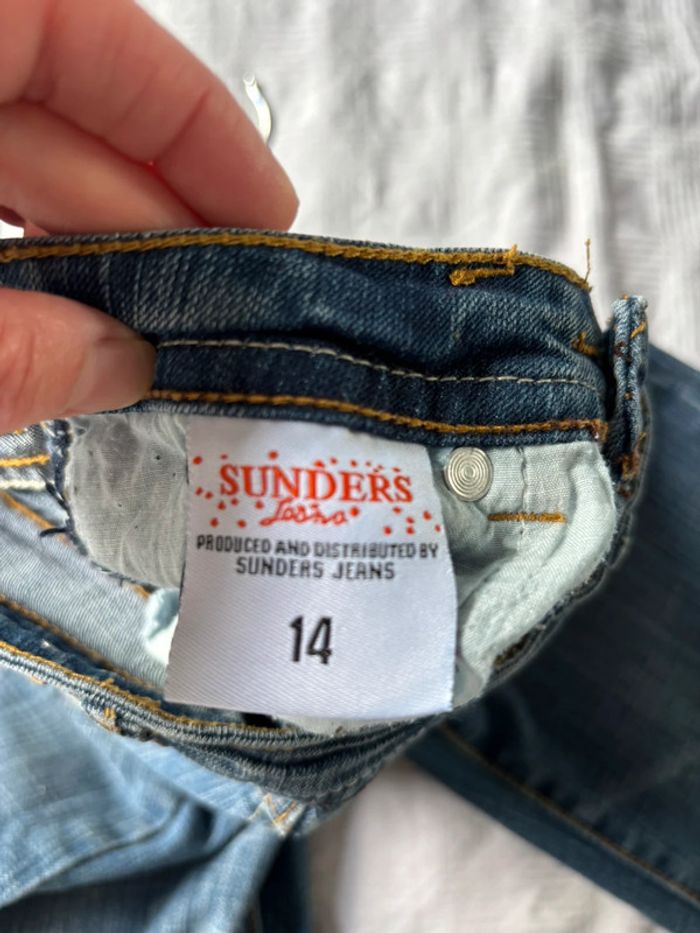 SUNDERS
Jeans
PRODUCED AND DISTRIBUTED BY
SUNDERS JEANS
14